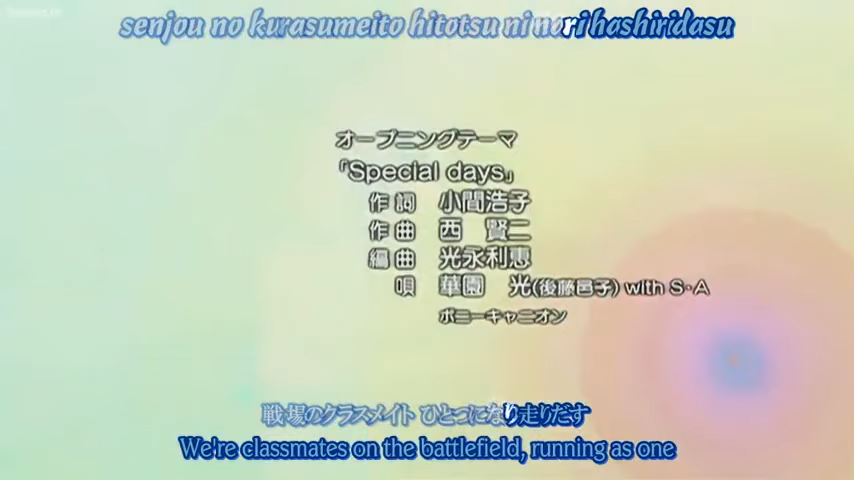 senjou no kurasumeito hitotsu ni nari hashiridasu
オープニングテーマ
「Special days」
作詞 小間浩子
作曲 西 賢二
編曲 光永利恵
唄 華園 光(後藤邑子) with S・A
ポニーキャニオン
戦場のクラスメイト ひとつになり走りだす
We're classmates on the battlefield, running as one